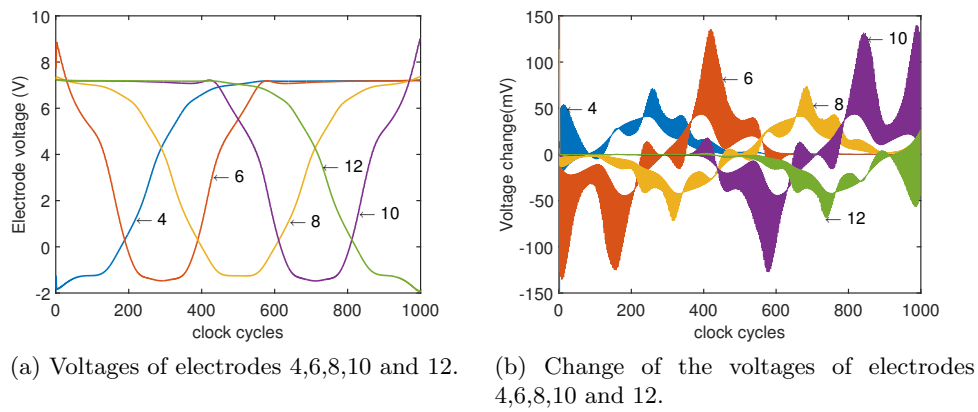 10
8
6
4
2
0
-2
Electrode voltage (V)
← 4
← 6
← 8
← 10
← 12
0 200 400 600 800 1000
clock cycles
150
100
50
0
-50
-100
-150
Voltage change(mV)
← 4
← 6
← 8
← 10
← 12
0 200 400 600 800 1000
clock cycles
(a) Voltages of electrodes 4,6,8,10 and 12.
(b) Change of the voltages of electrodes
4,6,8,10 and 12.